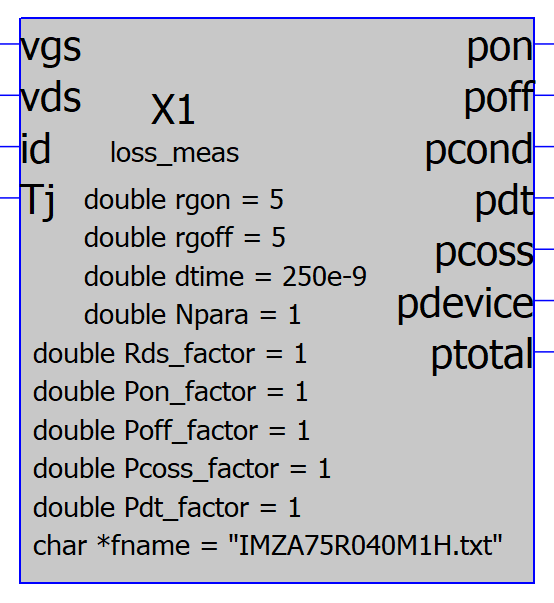 vgs
pon
vds
X1
poff
id
loss_meas
pcond
Tj
double rgon = 5
pdt
double rgoff = 5
pcoss
double dtime = 250e-9
pdevice
double Npara = 1
ptotal
double Rds_factor = 1
double Pon_factor = 1
double Poff_factor = 1
double Pcoss_factor = 1
double Pdt_factor = 1
char *fname = "IMZA75R040M1H.txt"